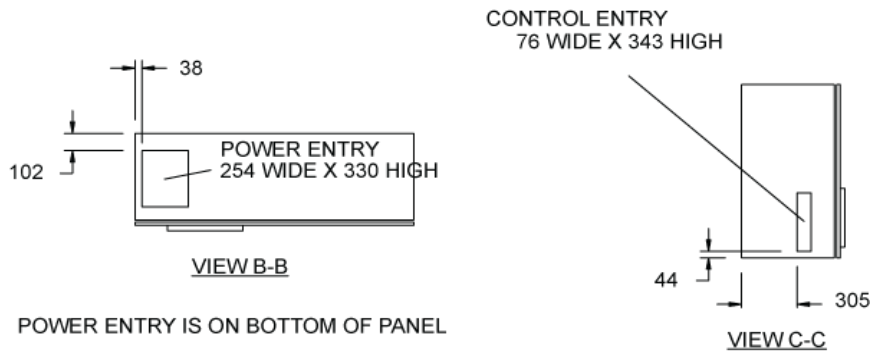 CONTROL ENTRY
76 WIDE X 343 HIGH
38
POWER ENTRY
254 WIDE X 330 HIGH
102
VIEW B-B
44
305
POWER ENTRY IS ON BOTTOM OF PANEL
VIEW C-C